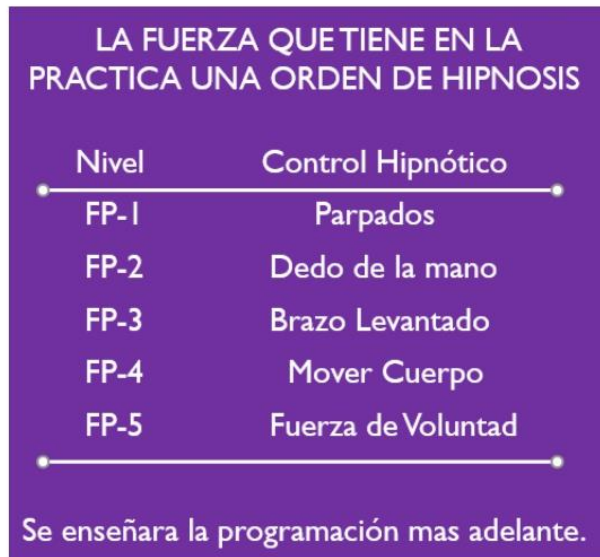 LA FUERZA QUE TIENE EN LA
PRACTICA UNA ORDEN DE HIPNOSIS
Nivel Control Hipnótico
FP-1 Parpados
FP-2 Dedo de la mano
FP-3 Brazo Levantado
FP-4 Mover Cuerpo
FP-5 Fuerza de Voluntad
Se enseñara la programación mas adelante.